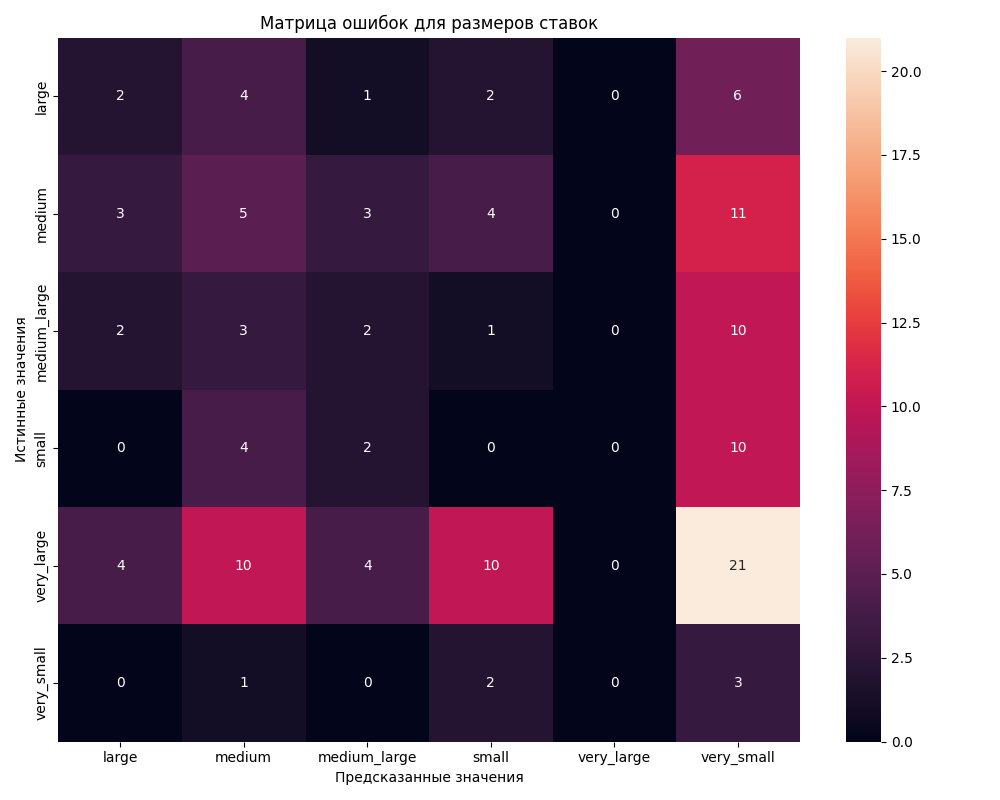 Матрица ошибок для размеров ставок
Истинные значения
large
2 4 1 2 0 6
medium
3 5 3 4 0 11
medium_large
2 3 2 1 0 10
small
0 4 2 0 0 10
very_large
4 10 4 10 0 21
very_small
0 1 0 2 0 3
large medium medium_large small very_large very_small
Предсказанные значения
20.0
17.5
15.0
12.5
10.0
7.5
5.0
2.5
0.0